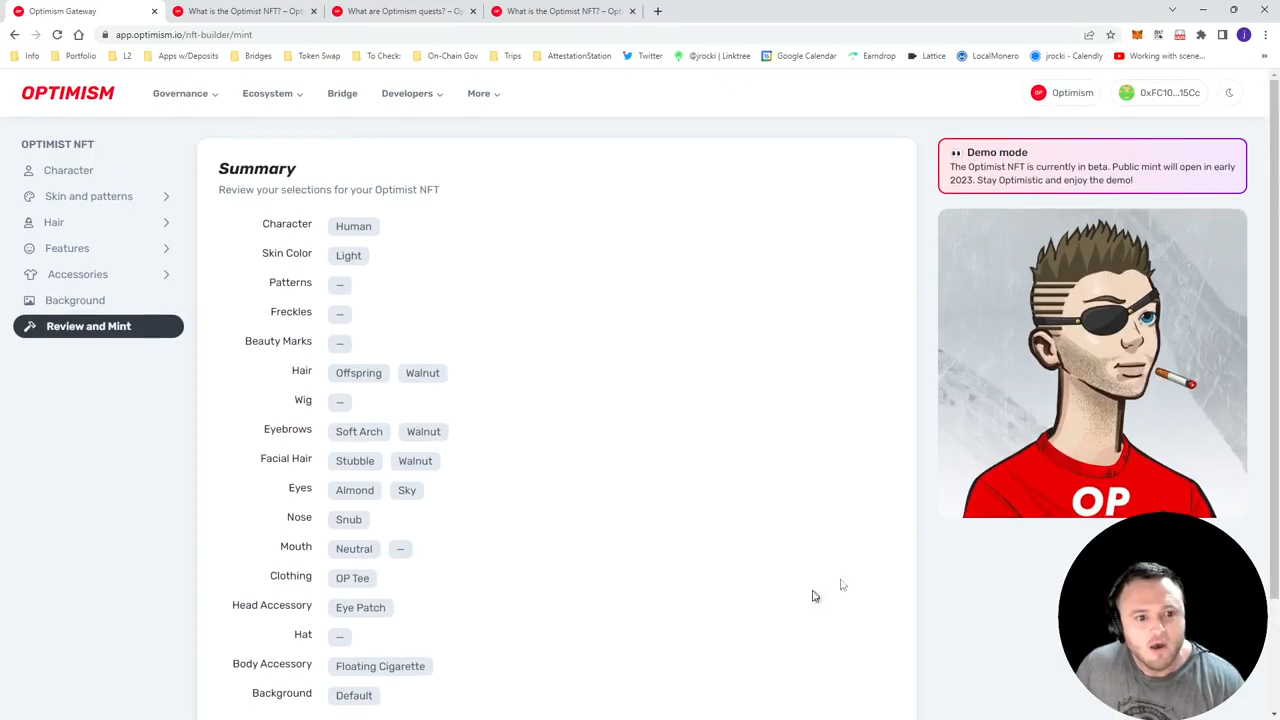 Optimism Gateway
What is the Optimist NFT? – Opt
What are Optimism quests? – Op
What is the Optimist NFT? – Opt
app.optimism.io/nft-builder/mint
Info
Portfolio
L2
Apps w/Deposits
Bridges
Token Swap
To Check:
On-Chain Gov
Trips
AttestationStation
Twitter
@jrocki | Linktree
Google Calendar
Earndrop
Lattice
LocalMonero
jrocki - Calendly
Working with scene...
OPTIMISM
Governance
Ecosystem
Bridge
Developers
More
OP Optimism
0xFC10...15Cc
OPTIMIST NFT
Character
Skin and patterns
Hair
Features
Accessories
Background
Review and Mint
Summary
Review your selections for your Optimist NFT
Character Human
Skin Color Light
Patterns —
Freckles —
Beauty Marks —
Hair Offspring Walnut
Wig —
Eyebrows Soft Arch Walnut
Facial Hair Stubble Walnut
Eyes Almond Sky
Nose Snub
Mouth Neutral —
Clothing OP Tee
Head Accessory Eye Patch
Hat —
Body Accessory Floating Cigarette
Background Default
Demo mode
The Optimist NFT is currently in beta. Public mint will open in early
2023. Stay Optimistic and enjoy the demo!
OP